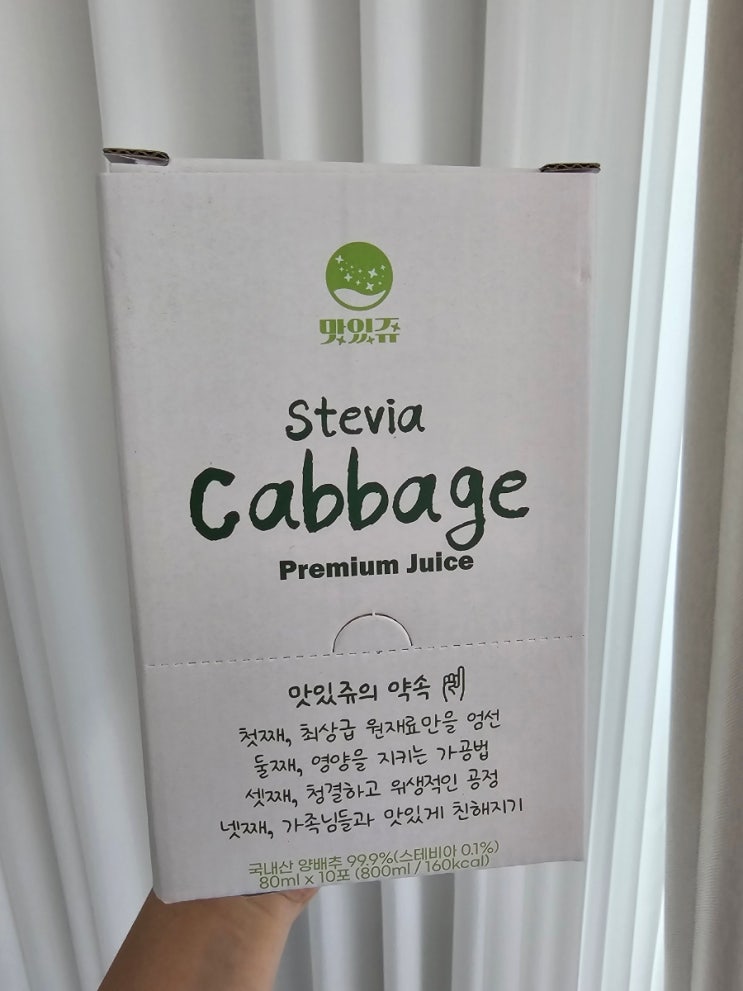 맛있쥬
Stevia
Cabbage
Premium Juice
맛있쥬의 약속
첫째, 최상급 원재료만을 엄선
둘째, 영양을 지키는 가공법
셋째, 청결하고 위생적인 공정
넷째, 가족님들과 맛있게 친해지기
국내산 양배추 99.9%(스테비아 0.1%)
80ml x 10포 (800ml / 160kcal)